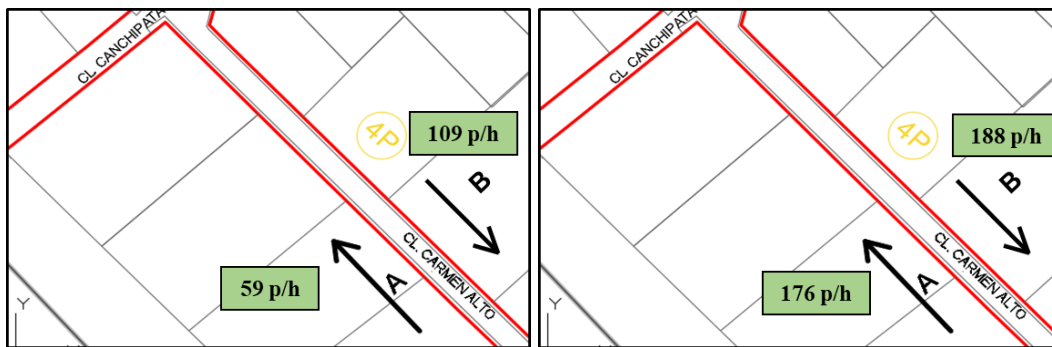 CL. CANCHIPATA
4P
109 p/h
B
CL. CARMEN ALTO
59 p/h
A
Y
CL. CANCHIPATA
4P
188 p/h
B
CL. CARMEN ALTO
176 p/h
A
Y